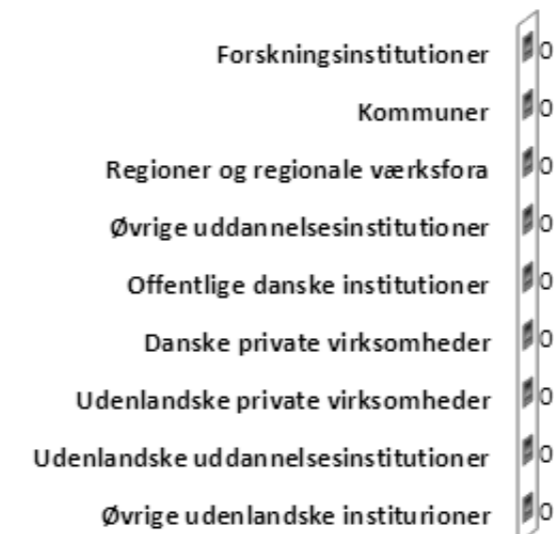 Forskningsinstitutioner 0
Kommuner 0
Regioner og regionale værksfora 0
Øvrige uddannelsesinstitutioner 0
Offentlige danske institutioner 0
Danske private virksomheder 0
Udenlandske private virksomheder 0
Udenlandske uddannelsesinstitutioner 0
Øvrige udenlandske institurioner 0